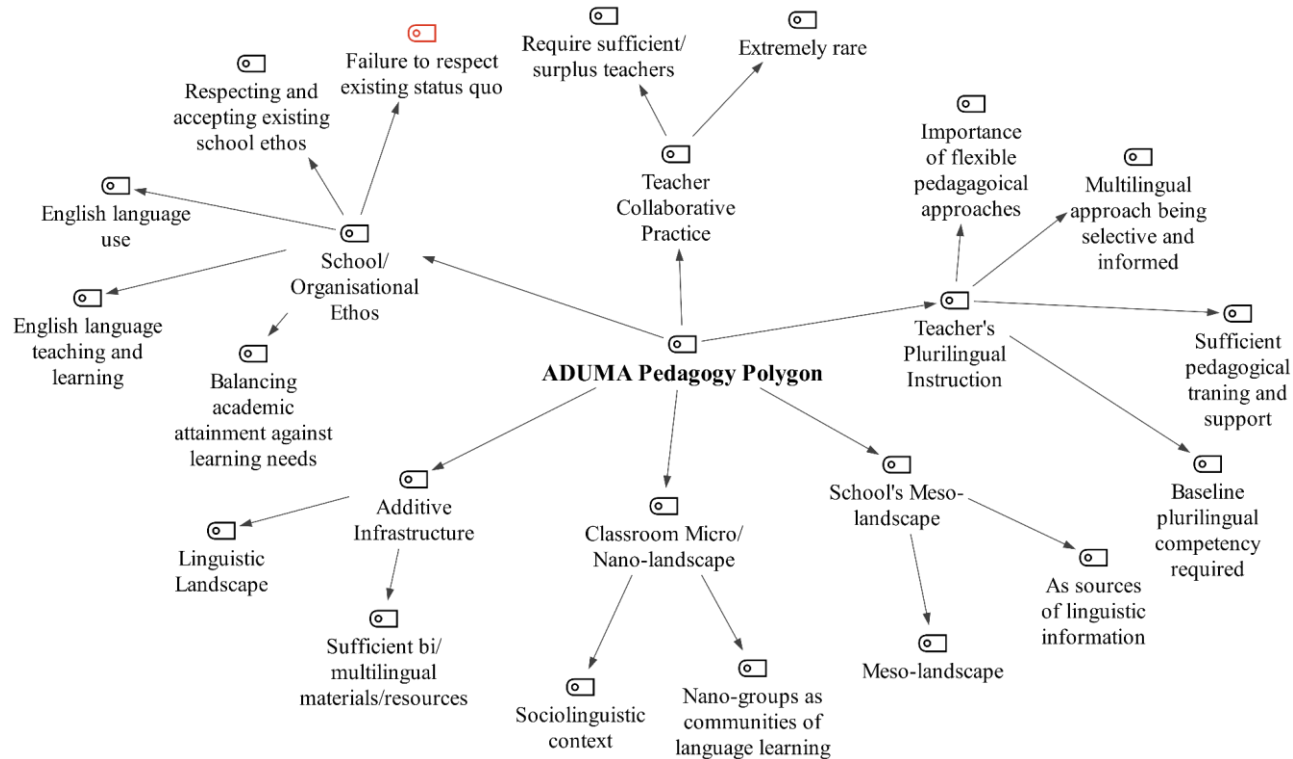 Failure to respect
existing status quo
Require sufficient/
surplus teachers
Extremely rare
Respecting and
accepting existing
school ethos
Importance
of flexible
pedagagoical
approaches
Multilingual
approach being
selective and
informed
English language
use
Teacher
Collaborative
Practice
School/
Organisational
Ethos
English language
teaching and
learning
Balancing
academic
attainment against
learning needs
ADUMA Pedagogy Polygon
Teacher's
Plurilingual
Instruction
Sufficient
pedagogical
traning and
support
Additive
Infrastructure
Classroom Micro/
Nano-landscape
School's Meso-
landscape
Baseline
plurilingual
competency
required
Linguistic
Landscape
Sufficient bi/
multilingual
materials/resources
Sociolinguistic
context
Nano-groups as
communities of
language learning
Meso-landscape
As sources
of linguistic
information